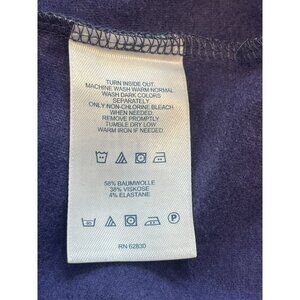 TURN INSIDE OUT.
MACHINE WASH WARM NORMAL
WASH DARK COLORS
SEPARATELY.
ONLY NON-CHLORINE BLEACH
WHEN NEEDED.
REMOVE PROMPTLY
TUMBLE DRY LOW.
WARM IRON IF NEEDED.
58% BAUMWOLLE
38% VISKOSE
4% ELASTANE
P
RN 62830